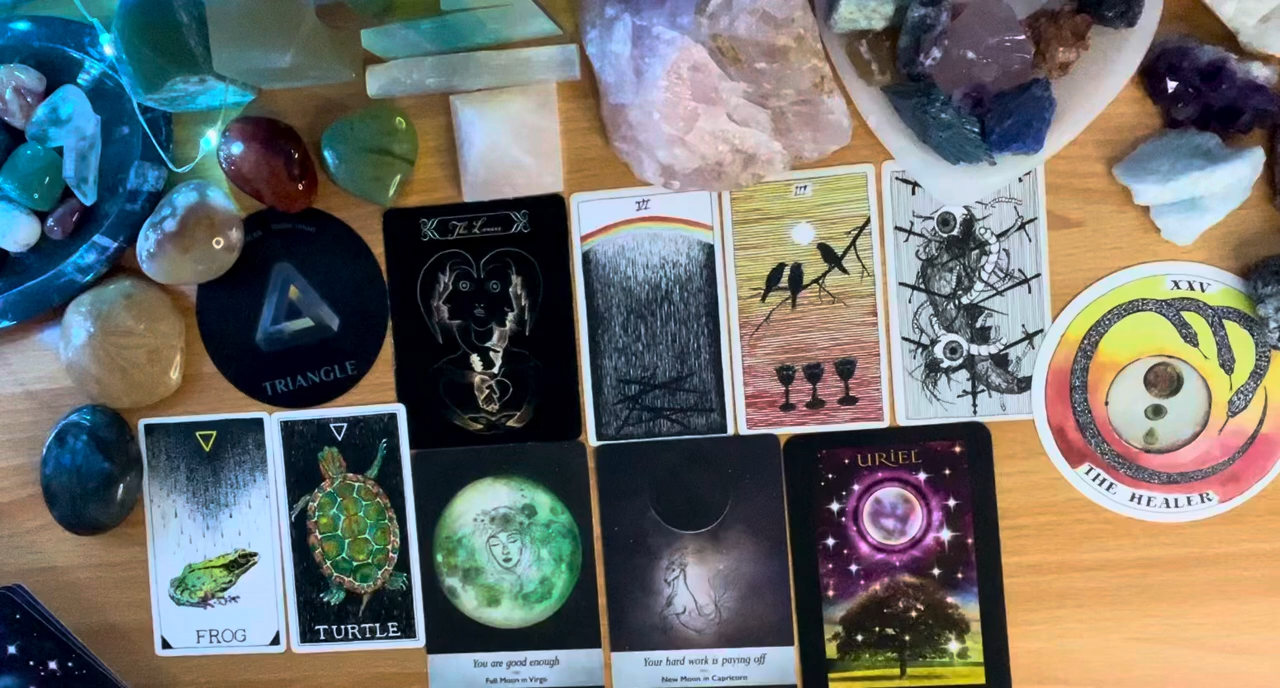 TRIANGLE
The Lovers
VI
III
XXV
THE HEALER
FROG
TURTLE
You are good enough
Full Moon in Virgo
Your hard work is paying off
New Moon in Capricorn
URIEL